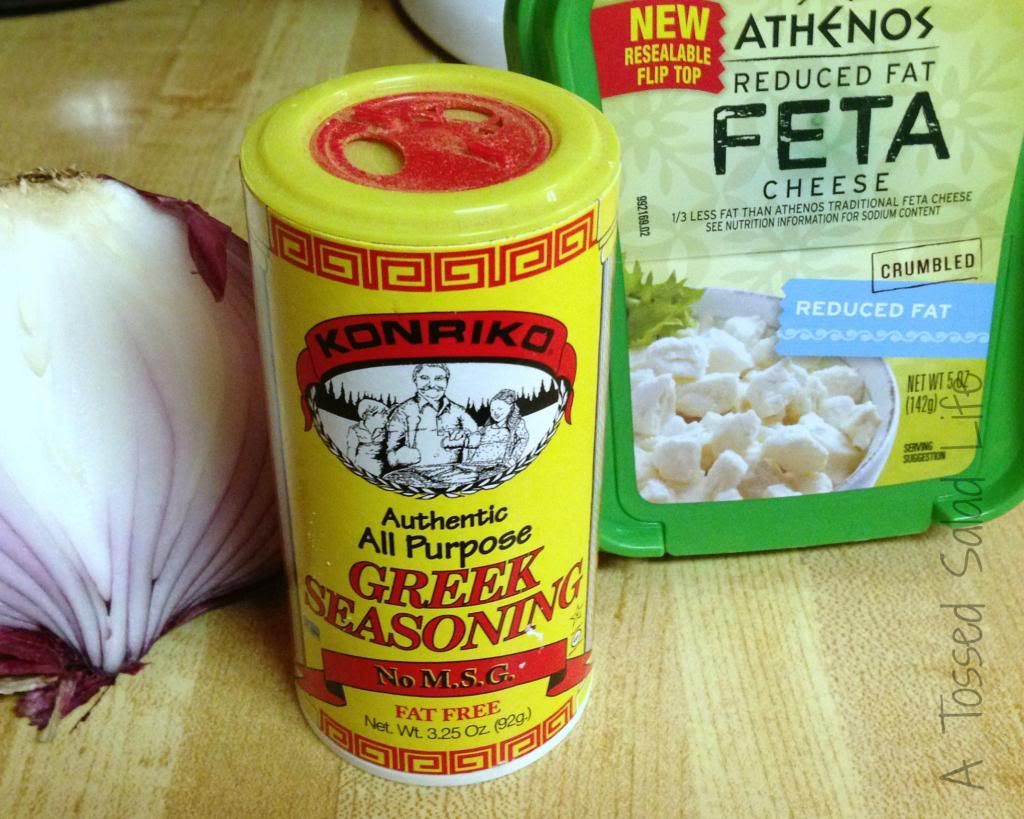 NEW
RESEALABLE
FLIP TOP
ATHENOS
REDUCED FAT
FETA
CHEESE
1/3 LESS FAT THAN ATHENOS TRADITIONAL FETA CHEESE
SEE NUTRITION INFORMATION FOR SODIUM CONTENT
992169.02
CRUMBLED
REDUCED FAT
NET WT 5 OZ
(142g)
SERVING
SUGGESTION
KONRIKO
Authentic
All Purpose
GREEK
SEASONING
No M.S.G.
FAT FREE
Net. Wt. 3.25 Oz. (92g.)
A Tossed Salad Life